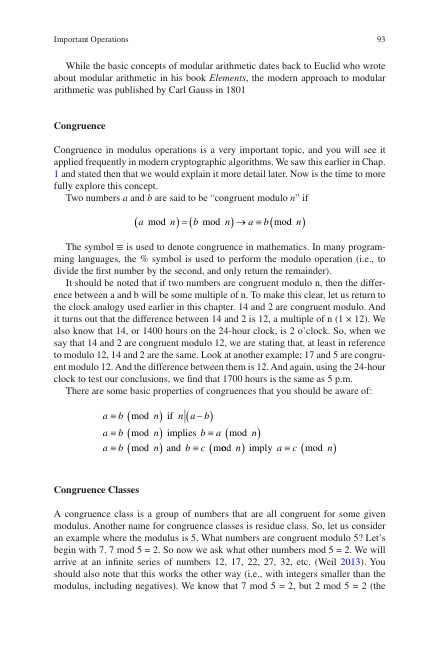 Important Operations 93
While the basic concepts of modular arithmetic dates back to Euclid who wrote
about modular arithmetic in his book Elements, the modern approach to modular
arithmetic was published by Carl Gauss in 1801
Congruence
Congruence in modulus operations is a very important topic, and you will see it
applied frequently in modern cryptographic algorithms. We saw this earlier in Chap.
1 and stated then that we would explain it more detail later. Now is the time to more
fully explore this concept.
Two numbers a and b are said to be “congruent modulo n” if
(a mod n) = (b mod n) → a ≡ b (mod n)
The symbol ≡ is used to denote congruence in mathematics. In many program-
ming languages, the % symbol is used to perform the modulo operation (i.e., to
divide the first number by the second, and only return the remainder).
It should be noted that if two numbers are congruent modulo n, then the differ-
ence between a and b will be some multiple of n. To make this clear, let us return to
the clock analogy used earlier in this chapter. 14 and 2 are congruent modulo. And
it turns out that the difference between 14 and 2 is 12, a multiple of n (1 × 12). We
also know that 14, or 1400 hours on the 24-hour clock, is 2 o’clock. So, when we
say that 14 and 2 are congruent modulo 12, we are stating that, at least in reference
to modulo 12, 14 and 2 are the same. Look at another example; 17 and 5 are congru-
ent modulo 12. And the difference between them is 12. And again, using the 24-hour
clock to test our conclusions, we find that 1700 hours is the same as 5 p.m.
There are some basic properties of congruences that you should be aware of:
a ≡ b (mod n) if n|(a − b)
a ≡ b (mod n) implies b ≡ a (mod n)
a ≡ b (mod n) and b ≡ c (mod n) imply a ≡ c (mod n)
Congruence Classes
A congruence class is a group of numbers that are all congruent for some given
modulus. Another name for congruence classes is residue class. So, let us consider
an example where the modulus is 5. What numbers are congruent modulo 5? Let’s
begin with 7. 7 mod 5 = 2. So now we ask what other numbers mod 5 = 2. We will
arrive at an infinite series of numbers 12, 17, 22, 27, 32, etc. (Weil 2013). You
should also note that this works the other way (i.e., with integers smaller than the
modulus, including negatives). We know that 7 mod 5 = 2, but 2 mod 5 = 2 (the